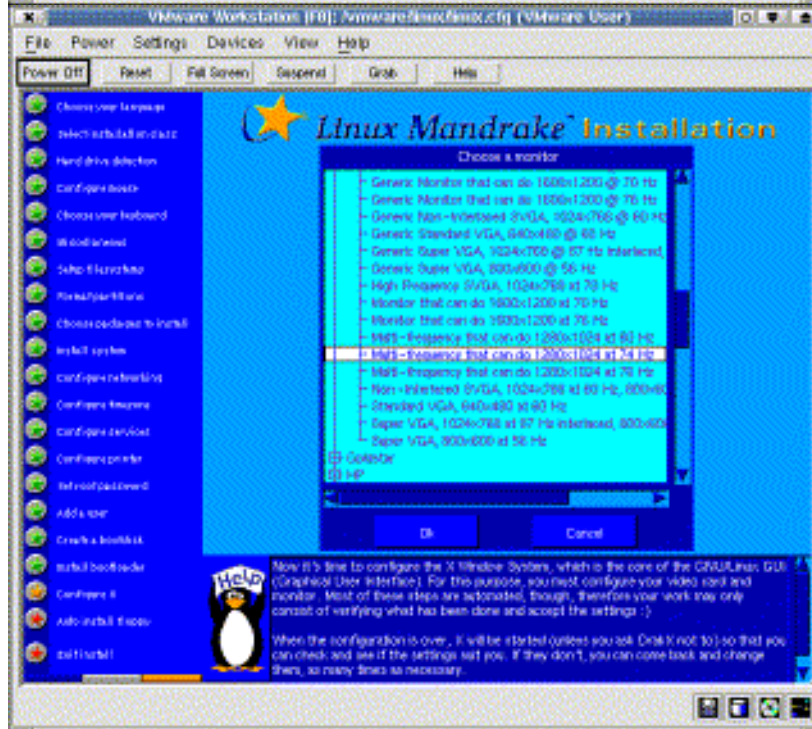 VMware Workstation [F0]: /vmware/linux/linux.cfg (VMware User)
File Power Settings Devices View Help
Power Off Reset Full Screen Suspend Grab Help
Choose your language
Select installation class
Hard drive detection
Configure mouse
Choose your keyboard
Miscellaneous
Setup filesystems
Format partitions
Choose packages to install
Install system
Configure networking
Configure timezone
Configure services
Configure printer
Set root password
Add a user
Create a bootdisk
Install bootloader
Configure X
Auto install floppy
Exit install
Linux Mandrake Installation
Choose a monitor
Generic Monitor that can do 1600x1200 @ 70 Hz
Generic Monitor that can do 1600x1200 @ 76 Hz
Generic Non-Interlaced SVGA, 1024x768 @ 60 Hz
Generic Standard VGA, 640x480 @ 60 Hz
Generic Super VGA, 1024x768 @ 87 Hz interlaced,
Generic Super VGA, 800x600 @ 56 Hz
High Frequency SVGA, 1024x768 at 70 Hz
Monitor that can do 1600x1200 at 70 Hz
Monitor that can do 1600x1200 at 76 Hz
Multi-frequency that can do 1280x1024 at 60 Hz
Multi-frequency that can do 1280x1024 at 74 Hz
Multi-frequency that can do 1280x1024 at 76 Hz
Non-Interlaced SVGA, 1024x768 at 60 Hz, 800x60
Standard VGA, 640x480 at 60 Hz
Super VGA, 1024x768 at 87 Hz interlaced, 800x60
Super VGA, 800x600 at 56 Hz
Goldstar
HP
Ok Cancel
Help
Now it's time to configure the X Window System, which is the core of the GNU/Linux GUI
(Graphical User Interface). For this purpose, you must configure your video card and
monitor. Most of these steps are automated, though, therefore your work may only
consist of verifying what has been done and accept the settings :)
When the configuration is over, X will be started (unless you ask DrakX not to) so that you
can check and see if the settings suit you. If they don't, you can come back and change
them, as many times as necessary.